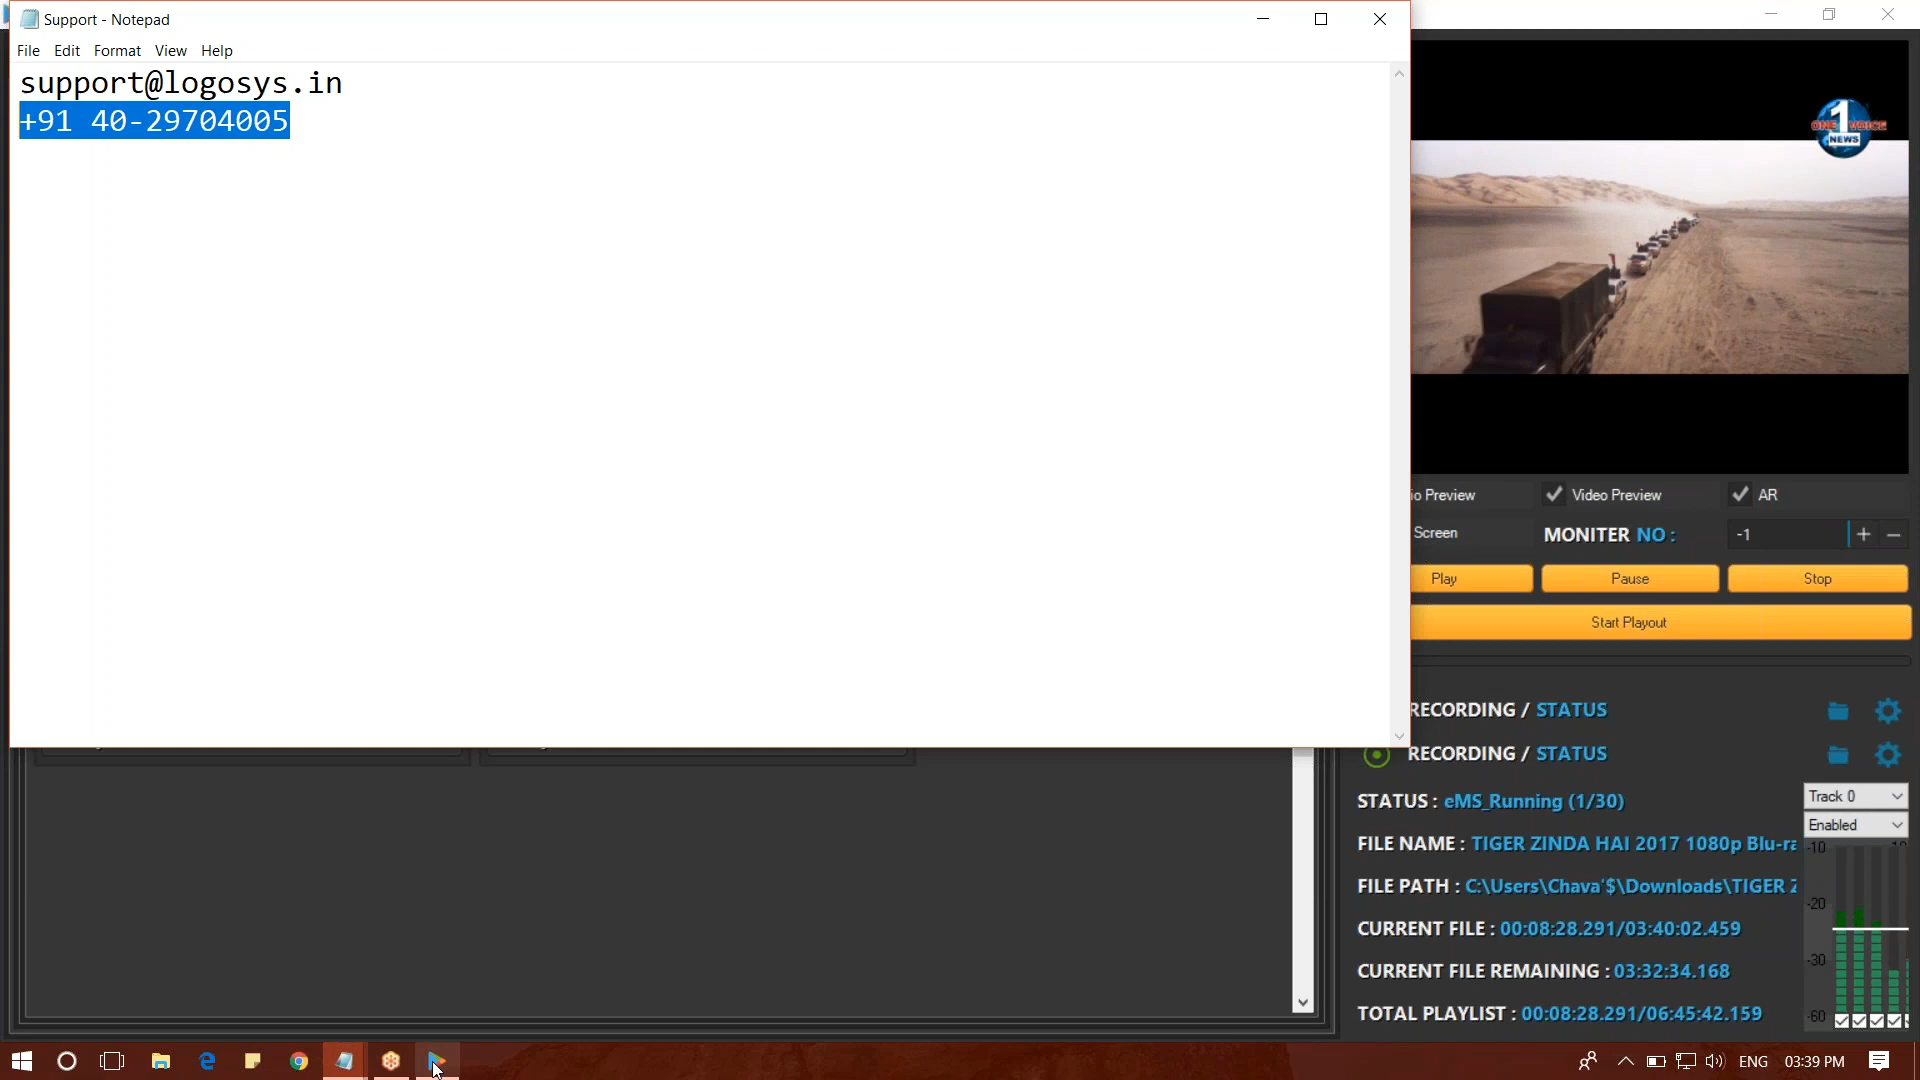 Support - Notepad
File Edit Format View Help
support@logosys.in
+91 40-29704005
ONE VOICE
1
NEWS
io Preview
Video Preview
AR
Screen
MONITER NO :
-1
Play
Pause
Stop
Start Playout
RECORDING / STATUS
RECORDING / STATUS
STATUS : eMS_Running (1/30)
Track 0
Enabled
FILE NAME : TIGER ZINDA HAI 2017 1080p Blu-ra
FILE PATH : C:\Users\Chava'$\Downloads\TIGER Z
CURRENT FILE : 00:08:28.291/03:40:02.459
CURRENT FILE REMAINING : 03:32:34.168
TOTAL PLAYLIST : 00:08:28.291/06:45:42.159
-10
-20
-30
-60
ENG
03:39 PM